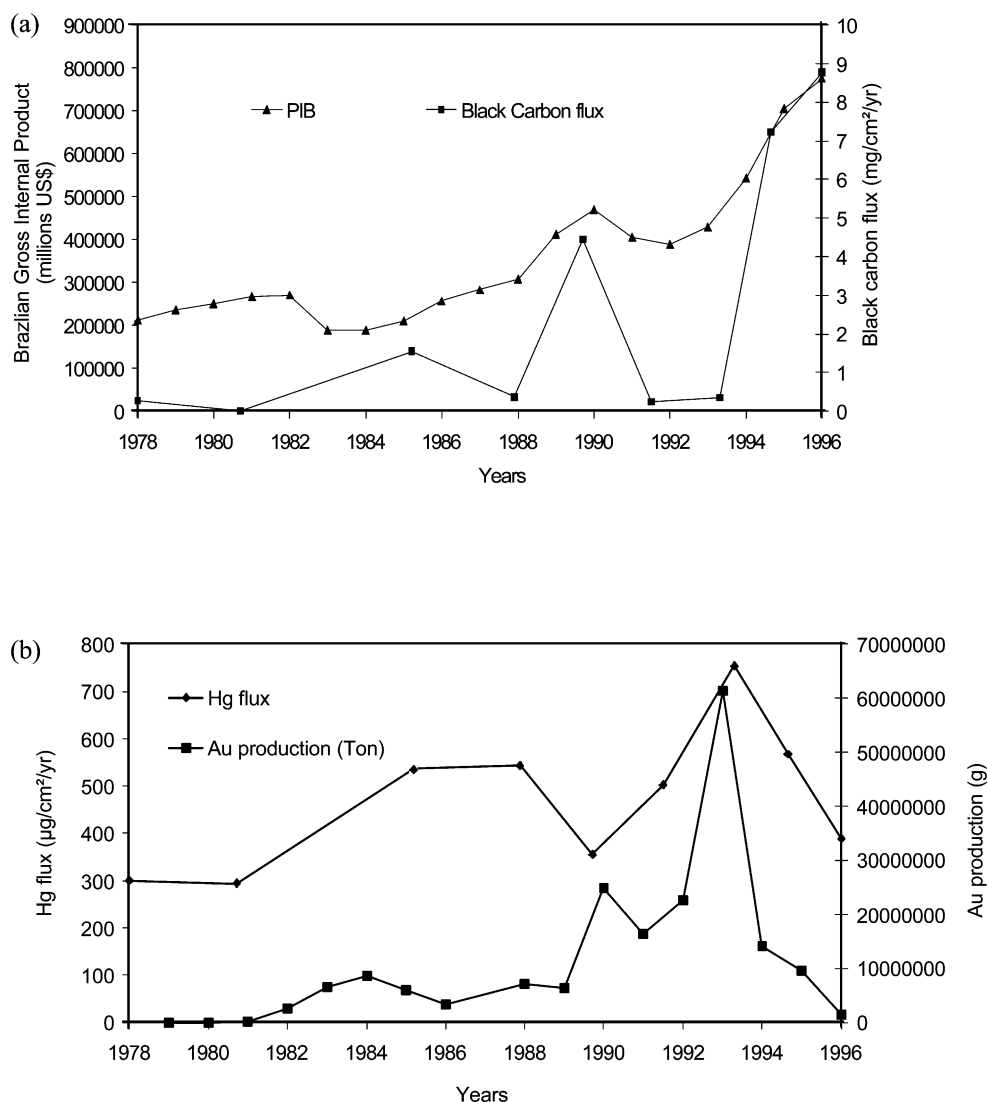 (a)
900000
800000
700000
600000
500000
400000
300000
200000
100000
0
Brazlian Gross Internal Product
(millions US$)
PIB
Black Carbon flux
10
9
8
7
6
5
4
3
2
1
0
Black carbon flux (mg/cm²/yr)
1978 1980 1982 1984 1986 1988 1990 1992 1994 1996
Years
(b)
800
700
600
500
400
300
200
100
0
Hg flux (µg/cm²/yr)
Hg flux
Au production (Ton)
70000000
60000000
50000000
40000000
30000000
20000000
10000000
0
Au production (g)
1978 1980 1982 1984 1986 1988 1990 1992 1994 1996
Years